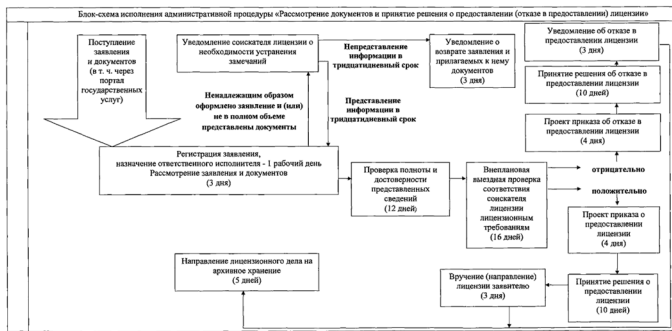 Блок-схема исполнения административной процедуры «Рассмотрение документов и принятие решения о предоставлении (отказе в предоставлении) лицензии»
Поступление
заявления
и документов
(в т. ч. через
портал
государственных
услуг)
Уведомление соискателя лицензии о
необходимости устранения
замечаний
Непредставление
информации в
тридцатидневный срок
Уведомление о
возврате заявления и
прилагаемых к нему
документов
(3 дня)
Уведомление об отказе в
предоставлении лицензии
(3 дня)
Принятие решения об отказе в
предоставлении лицензии
(10 дней)
Проект приказа об отказе в
предоставлении лицензии
(4 дня)
Ненадлежащим образом
оформлено заявление и (или)
не в полном объеме
представлены документы
Представление
информации в
тридцатидневный срок
Регистрация заявления,
назначение ответственного исполнителя - 1 рабочий день
Рассмотрение заявления и документов
(3 дня)
Проверка полноты и
достоверности
представленных
сведений
(12 дней)
Внеплановая
выездная проверка
соответствия
соискателя
лицензии
лицензионным
требованиям
(16 дней)
отрицательно
положительно
Проект приказа о
предоставлении
лицензии
(4 дня)
Принятие решения о
предоставлении
лицензии
(10 дней)
Вручение (направление)
лицензии заявителю
(3 дня)
Направление лицензионного дела на
архивное хранение
(5 дней)